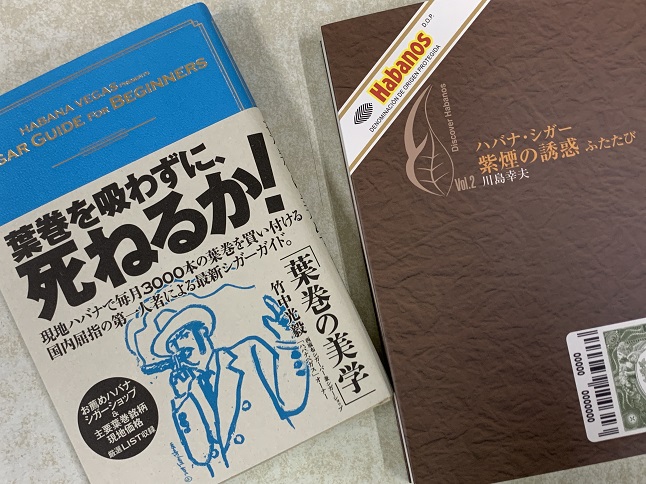 HABANA VEGAS PRESENTS
GAR GUIDE FOR BEGINNERS
葉巻を吸わずに、
死ねるか!
現地ハバナで毎月3000本の葉巻を買い付ける
国内屈指の第一人者による最新シガーガイド。
「葉巻の美学」
竹中光毅
お薦めハバナ
シガーショップ
&
主要葉巻銘柄
現地価格
厳選LIST収録
Habanos
D.O.P.
DENOMINACIÓN DE ORIGEN PROTEGIDA
Discover Habanos
Vol.2
ハバナ・シガー
紫煙の誘惑 ふたたび
川島幸夫
0000000 00000